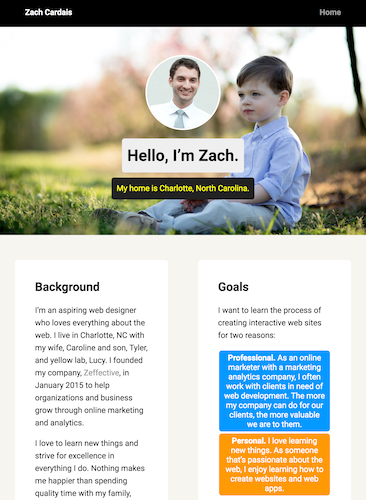 Zach Cardais
Home
Hello, I'm Zach.
My home is Charlotte, North Carolina.
Background
I'm an aspiring web designer
who loves everything about the
web. I live in Charlotte, NC with
my wife, Caroline and son, Tyler,
and yellow lab, Lucy. I founded
my company, Zeffective, in
January 2015 to help
organizations and business
grow through online marketing
and analytics.
I love to learn new things and
strive for excellence in
everything I do. Nothing makes
me happier than spending
quality time with my family,
Goals
I want to learn the process of
creating interactive web sites
for two reasons:
Professional. As an online
marketer with a marketing
analytics company, I often
work with clients in need of
web development. The more
my company can do for our
clients, the more valuable
we are to them.
Personal. I love learning
new things. As someone
that's passionate about the
web, I enjoy learning how to
create websites and web
apps.